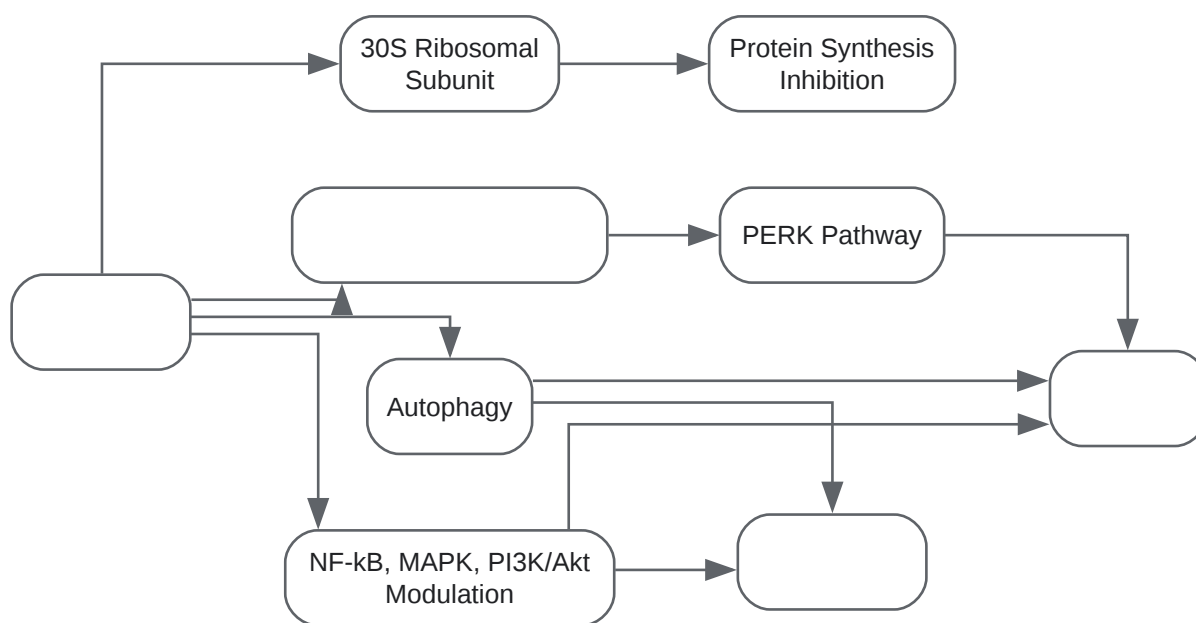 30S Ribosomal
Subunit
Protein Synthesis
Inhibition
PERK Pathway
Autophagy
NF-kB, MAPK, PI3K/Akt
Modulation